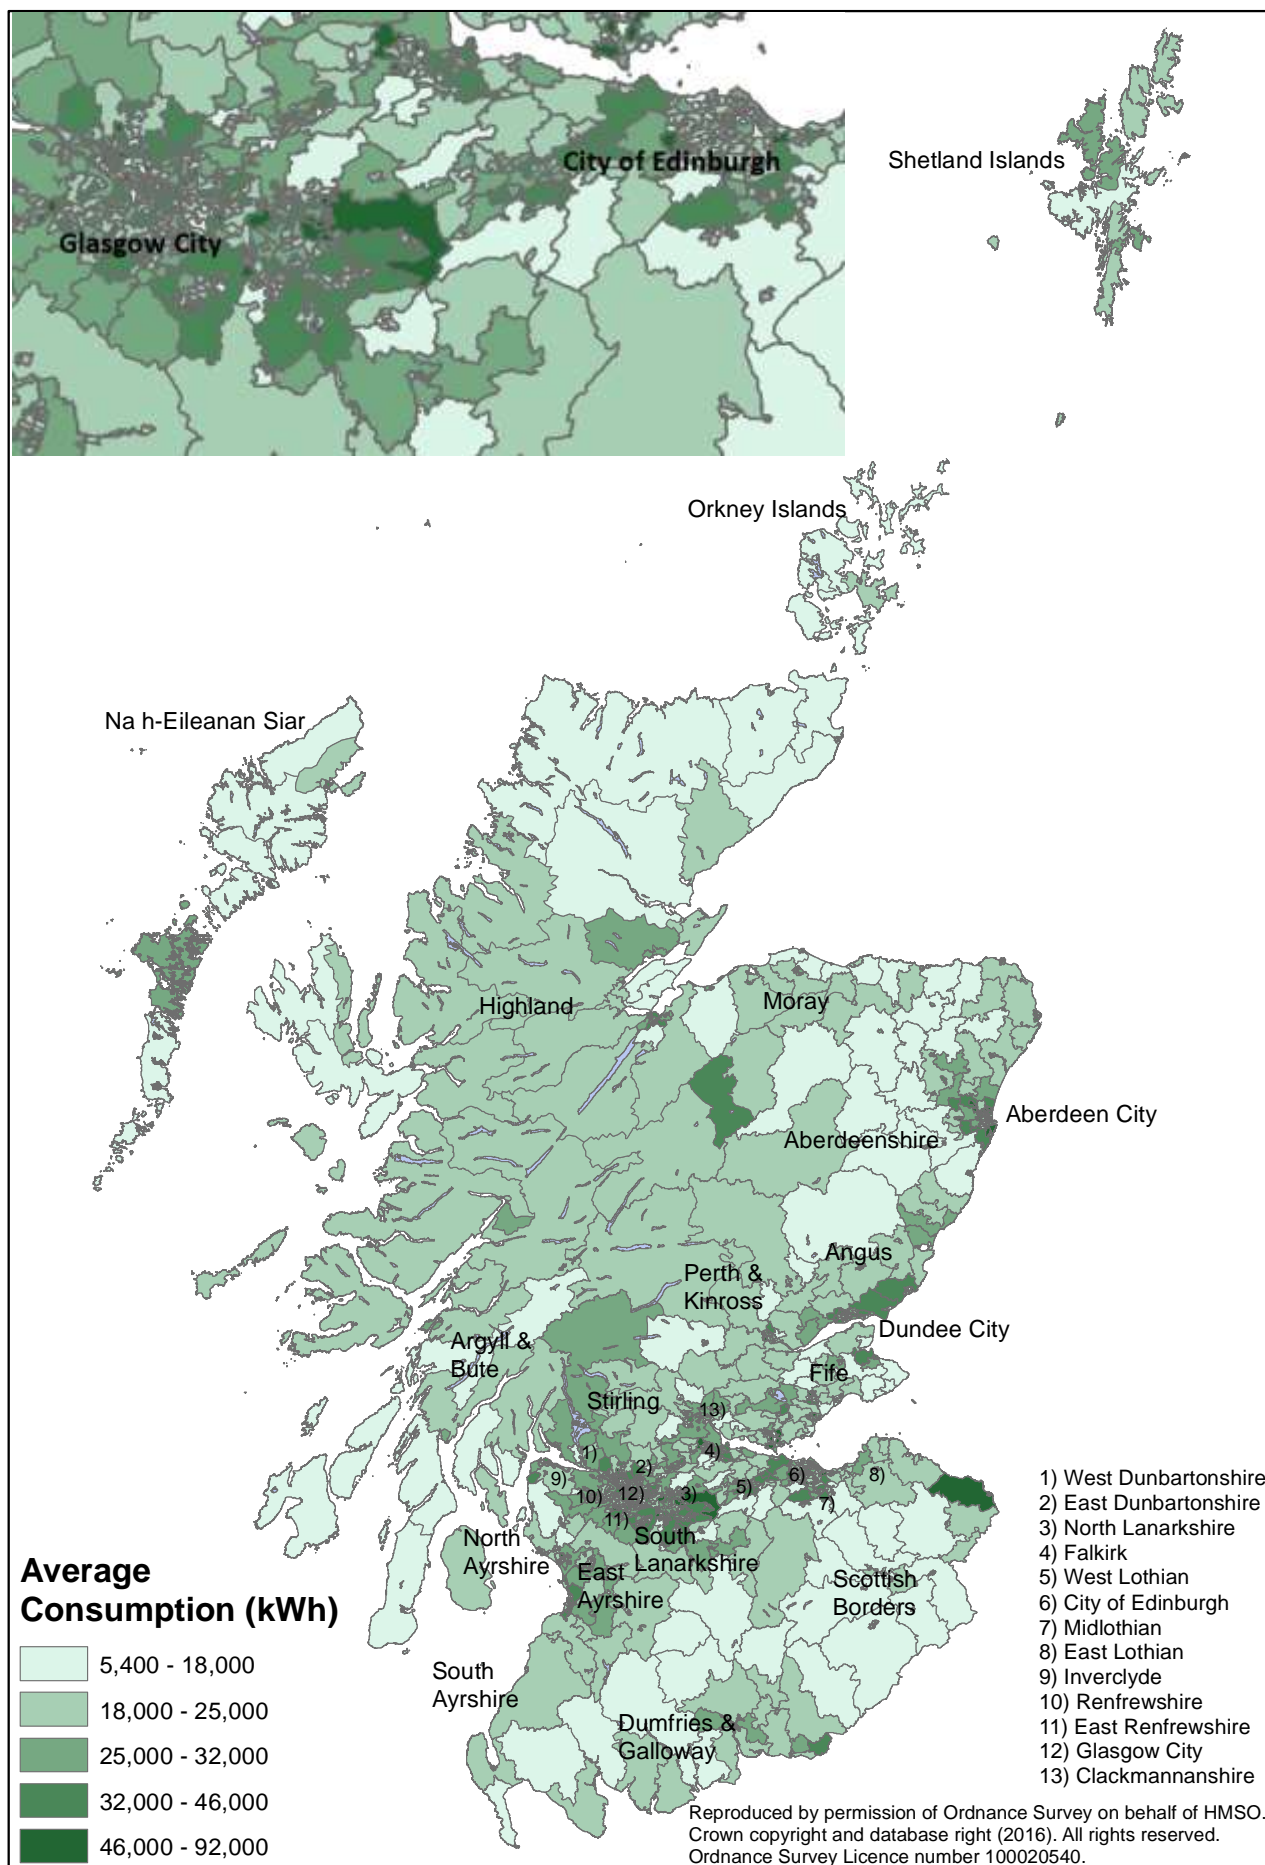 City of Edinburgh
Glasgow City
Shetland Islands
Orkney Islands
Na h-Eileanan Siar
Highland
Moray
Aberdeen City
Aberdeenshire
Angus
Perth &
Kinross
Dundee City
Argyll &
Bute
Fife
Stirling
13)
1)
2)
4)
9)
10)
12)
3)
5)
6)
7)
8)
11)
North
Ayrshire
South
Lanarkshire
East
Ayrshire
Scottish
Borders
South
Ayrshire
Dumfries &
Galloway
Average
Consumption (kWh)
5,400 - 18,000
18,000 - 25,000
25,000 - 32,000
32,000 - 46,000
46,000 - 92,000
1) West Dunbartonshire
2) East Dunbartonshire
3) North Lanarkshire
4) Falkirk
5) West Lothian
6) City of Edinburgh
7) Midlothian
8) East Lothian
9) Inverclyde
10) Renfrewshire
11) East Renfrewshire
12) Glasgow City
13) Clackmannanshire
Reproduced by permission of Ordnance Survey on behalf of HMSO.
Crown copyright and database right (2016). All rights reserved.
Ordnance Survey Licence number 100020540.